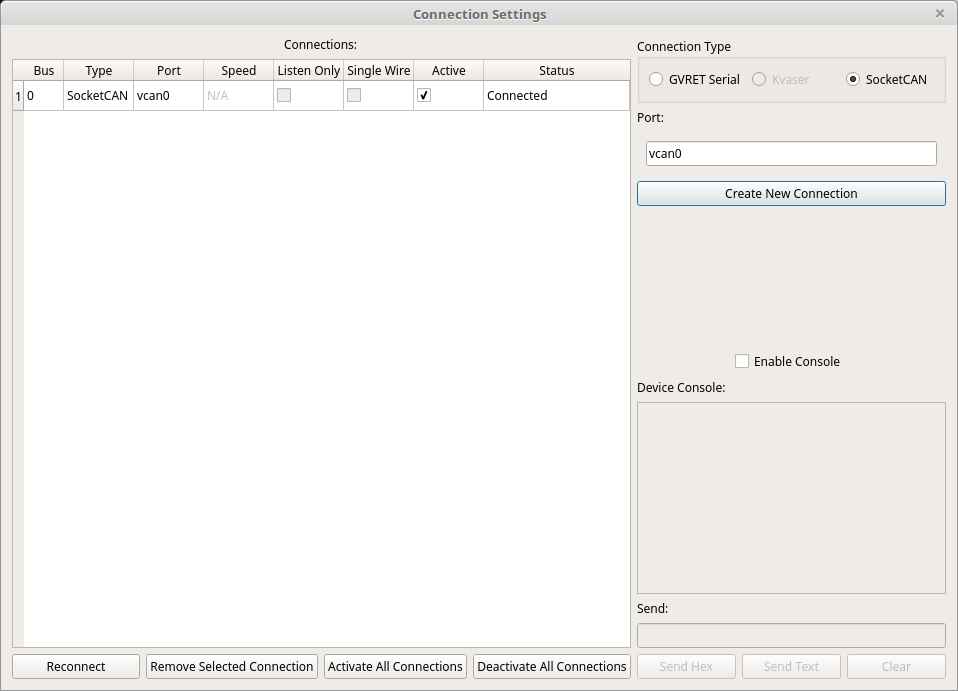 Connection Settings
Connections:
Bus Type Port Speed Listen Only Single Wire Active Status
1 0 SocketCAN vcan0 N/A Connected
Connection Type
GVRET Serial Kvaser SocketCAN
Port:
vcan0
Create New Connection
Enable Console
Device Console:
Send:
Reconnect Remove Selected Connection Activate All Connections Deactivate All Connections Send Hex Send Text Clear